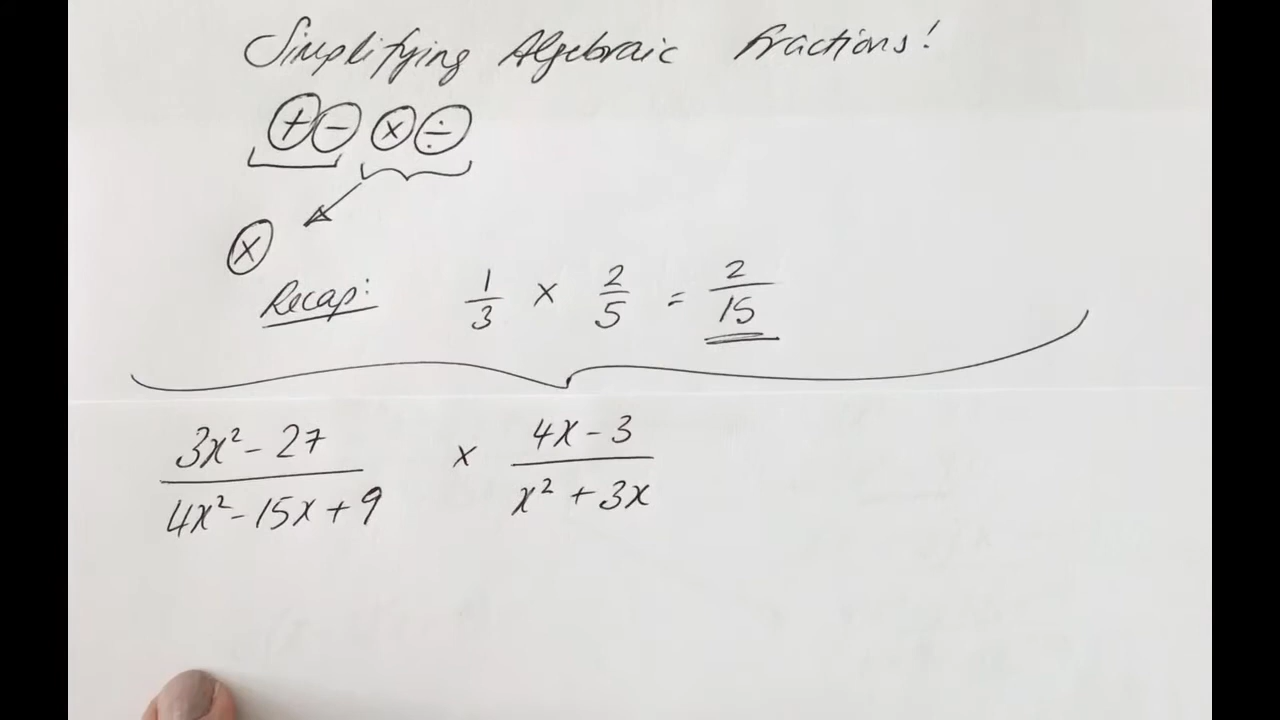 Simplifying Algebraic Fractions!
+ − × ÷
×
Recap: 1/3 × 2/5 = 2/15
3x² − 27 / 4x² − 15x + 9 × 4x − 3 / x² + 3x